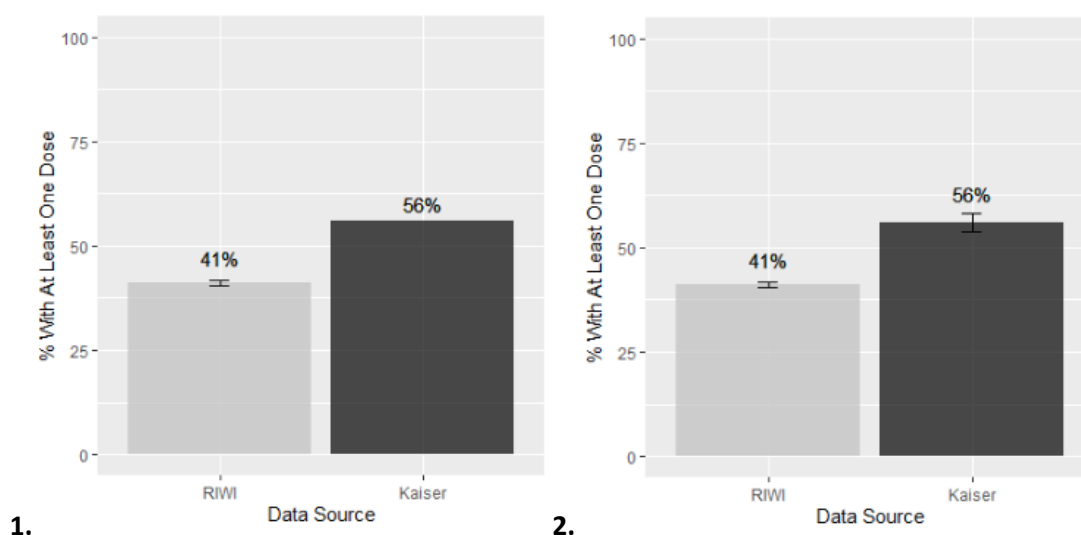 % With At Least One Dose
100
75
50
25
0
41%
56%
RIWI Kaiser
Data Source
1.
% With At Least One Dose
100
75
50
25
0
41%
56%
RIWI Kaiser
Data Source
2.